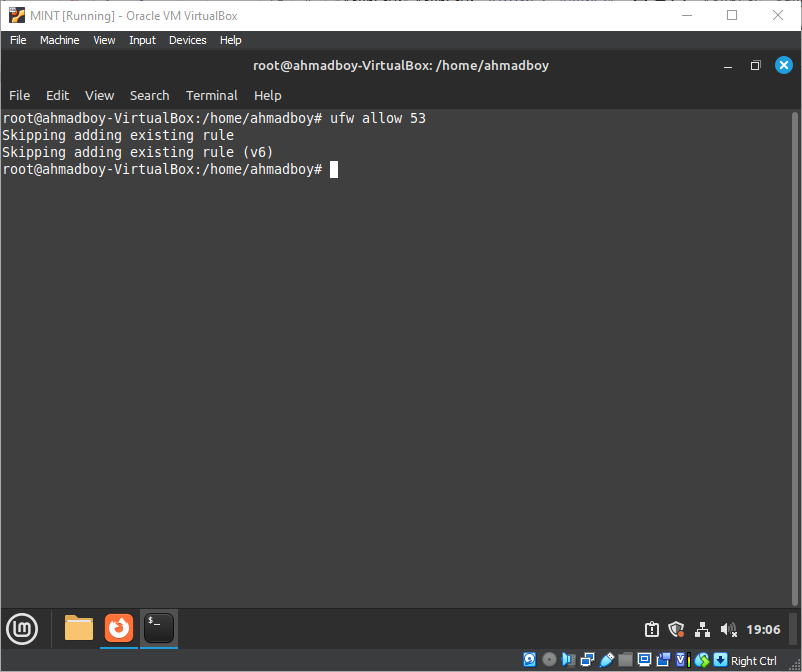 MINT [Running] - Oracle VM VirtualBox
File Machine View Input Devices Help
root@ahmadboy-VirtualBox: /home/ahmadboy
File Edit View Search Terminal Help
root@ahmadboy-VirtualBox:/home/ahmadboy# ufw allow 53
Skipping adding existing rule
Skipping adding existing rule (v6)
root@ahmadboy-VirtualBox:/home/ahmadboy#
19:06
Right Ctrl